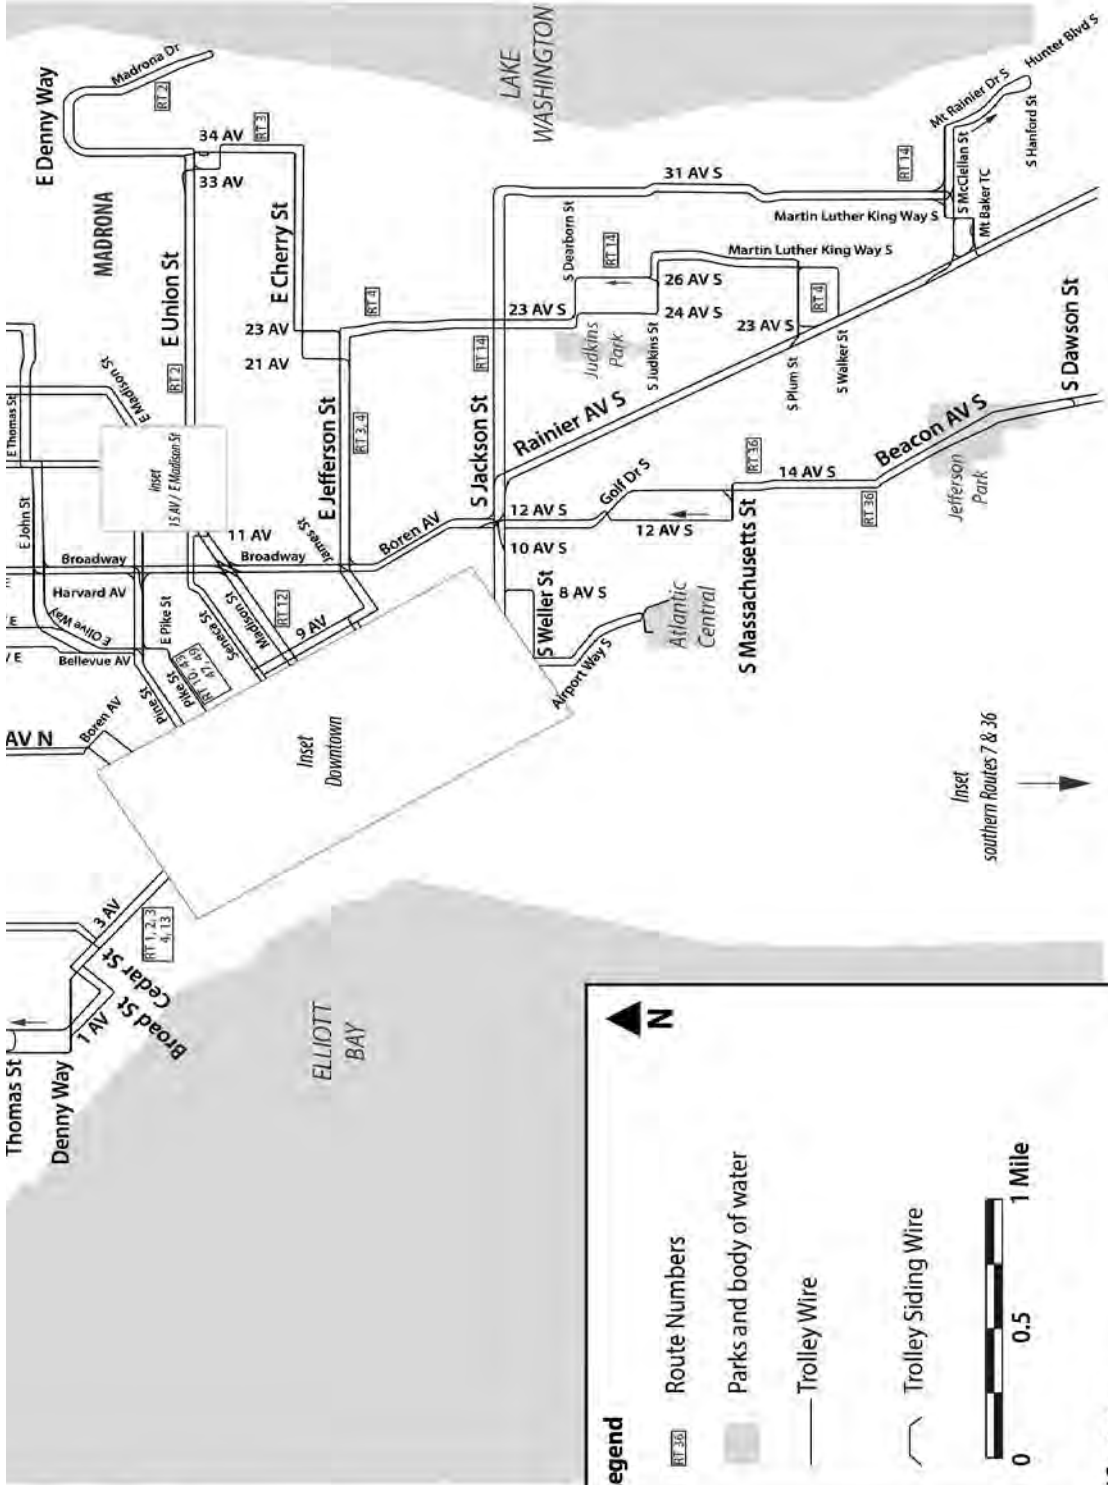 E Denny Way
Madrona Dr
RT 2
34 AV
RT 3
33 AV
MADRONA
E Union St
E Cherry St
LAKE
WASHINGTON
Mt Rainier Dr S
Hunter Blvd S
S McClellan St
S Hanford St
Mt Baker TC
RT 14
31 AV S
Martin Luther King Way S
S Dearborn St
RT 14
Martin Luther King Way S
26 AV S
24 AV S
RT 4
23 AV S
S Walker St
S Plum St
Judkins
Park
S Judkins St
23 AV S
RT 4
23 AV
21 AV
RT 14
RT 2
E Madison St
E Thomas St
E John St
Inset
15 AV / E Madison St
E Jefferson St
RT 3, 4
S Jackson St
Rainier AV S
S Dawson St
Beacon AV S
Jefferson
Park
RT 36
14 AV S
RT 36
Golf Dr S
12 AV S
12 AV S
10 AV S
S Massachusetts St
Boren AV
James St
11 AV
Broadway
Broadway
Harvard AV
E Olive Way
E
/ E
Bellevue AV
E Pike St
Seneca St
Madison St
RT 12
9 AV
RT 10, 43
47, 49
Pike St
Pine St
Boren AV
AV N
S Weller St
8 AV S
Atlantic
Central
Airport Way S
Inset
Downtown
Inset
southern Routes 7 & 36
3 AV
RT 1, 2, 3
4, 13
Cedar St
Broad St
1 AV
Thomas St
Denny Way
ELLIOTT
BAY
N
egend
RT 36
Route Numbers
Parks and body of water
Trolley Wire
Trolley Siding Wire
0
0.5
1 Mile